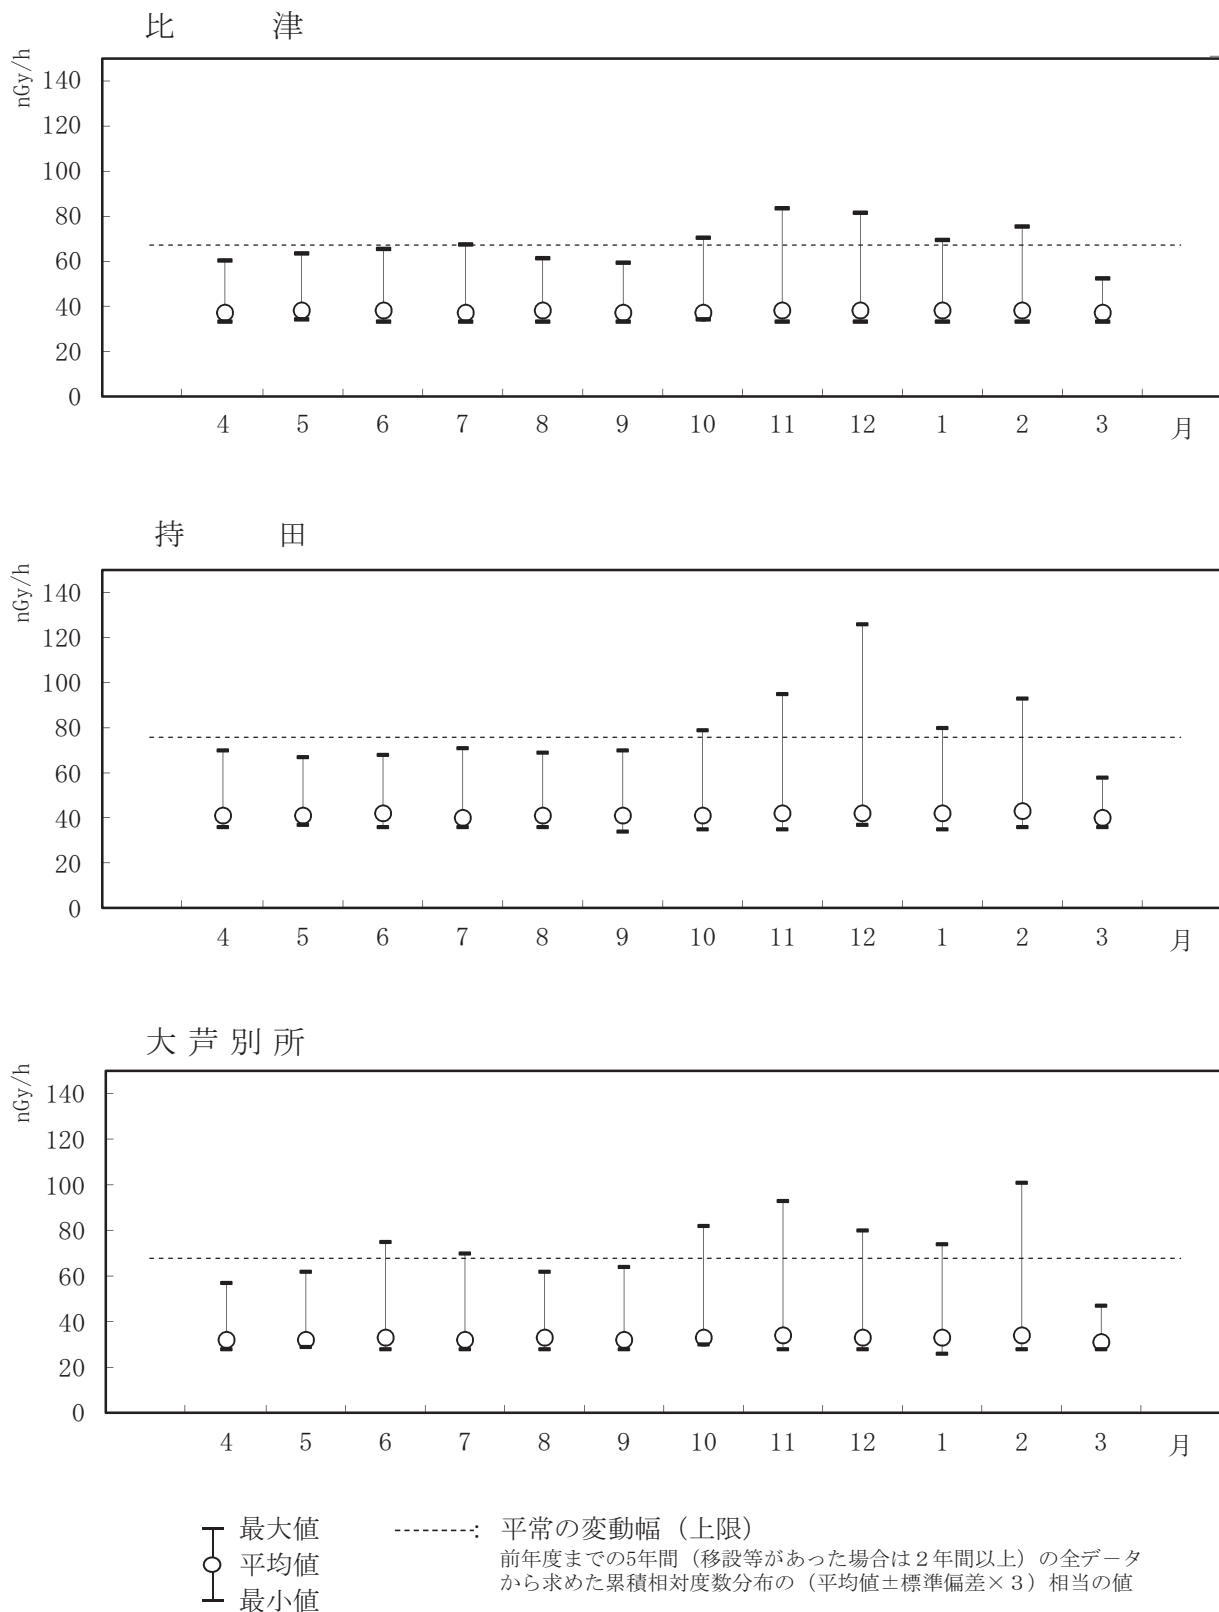 比 津
nGy/h
140
120
100
80
60
40
20
0
4 5 6 7 8 9 10 11 12 1 2 3 月
持 田
nGy/h
140
120
100
80
60
40
20
0
4 5 6 7 8 9 10 11 12 1 2 3 月
大芦別所
nGy/h
140
120
100
80
60
40
20
0
4 5 6 7 8 9 10 11 12 1 2 3 月
最大値
平均値
最小値
: 平常の変動幅（上限）
前年度までの5年間（移設等があった場合は２年間以上）の全データ
から求めた累積相対度数分布の（平均値±標準偏差×３）相当の値